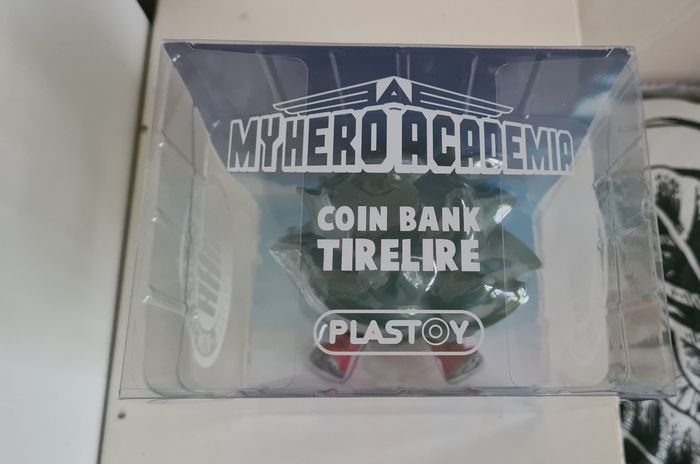 MY HERO ACADEMIA
COIN BANK
TIRELIRE
PLASTOY